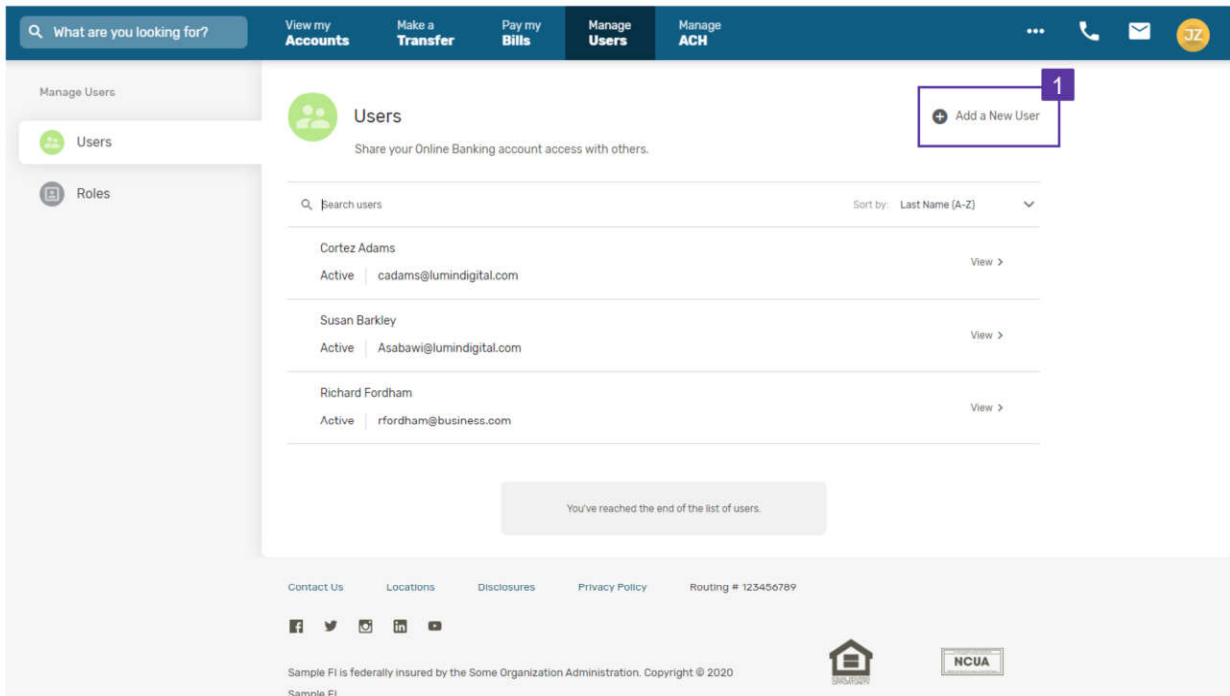 What are you looking for?
View my
Accounts
Make a
Transfer
Pay my
Bills
Manage
Users
Manage
ACH
JZ
Manage Users
Users
Roles
Users
Share your Online Banking account access with others.
1
Add a New User
Search users
Sort by: Last Name (A-Z)
Cortez Adams
Active cadams@lumindigital.com
View >
Susan Barkley
Active Asabawi@lumindigital.com
View >
Richard Fordham
Active rfordham@business.com
View >
You've reached the end of the list of users.
Contact Us Locations Disclosures Privacy Policy Routing # 123456789
Sample FI is federally insured by the Some Organization Administration. Copyright © 2020
Sample FI
NCUA